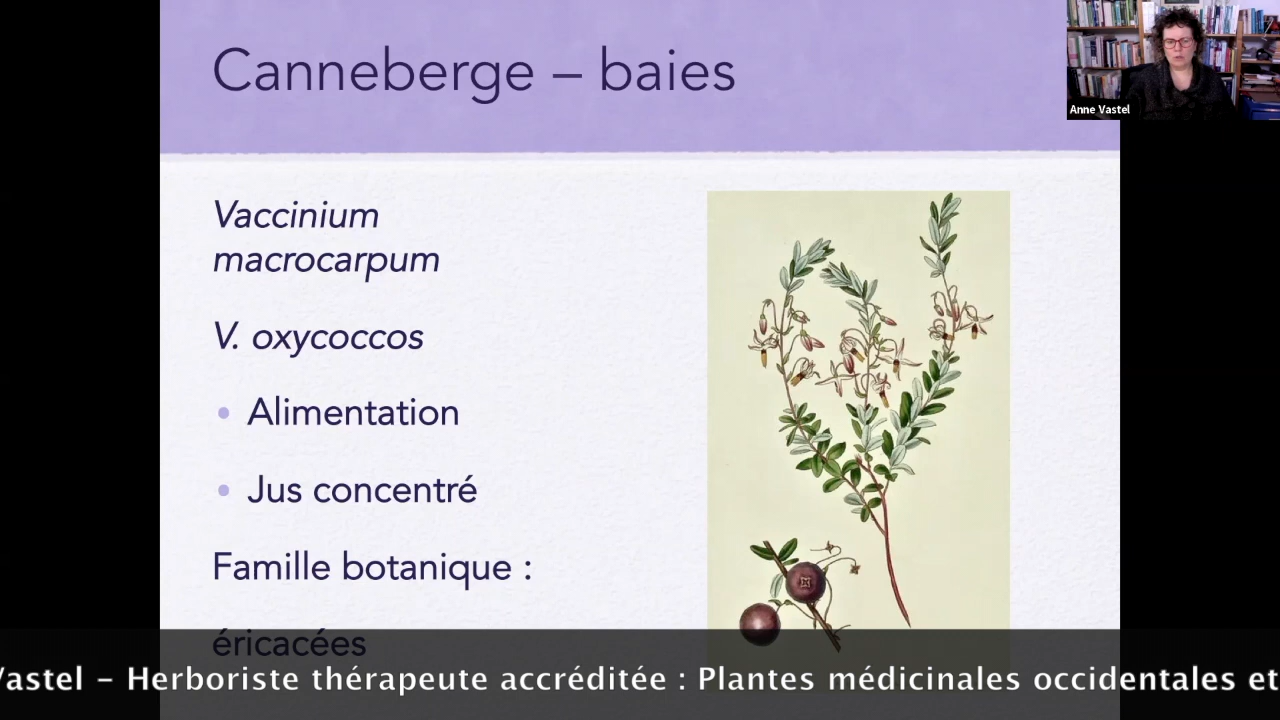 Canneberge – baies
Anne Vastel
Vaccinium
macrocarpum
V. oxycoccos
• Alimentation
• Jus concentré
Famille botanique :
éricacées
Vastel – Herboriste thérapeute accréditée : Plantes médicinales occidentales et